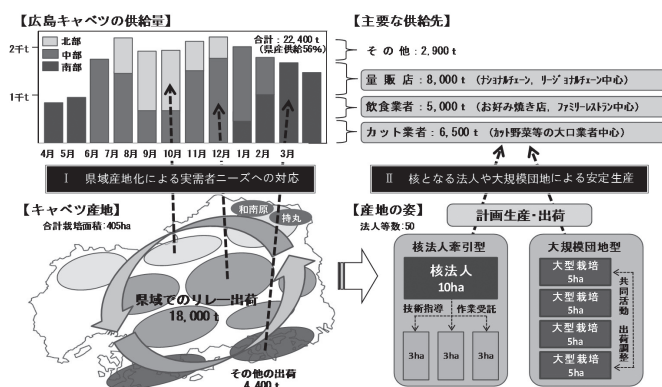 【広島キャベツの供給量】
2千t
1千t
北部
中部
南部
合計:22,400t
(県産供給56%)
4月 5月 6月 7月 8月 9月 10月 11月 12月 1月 2月 3月
【主要な供給先】
その他:2,900t
量販店:8,000t (ナショナルチェーン, リージョナルチェーン中心)
飲食業者:5,000t (お好み焼き店, ファミリーレストラン中心)
カット業者:6,500t (カット野菜等の大口業者中心)
Ⅰ 県域産地化による実需者ニーズへの対応
Ⅱ 核となる法人や大規模団地による安定生産
【キャベツ産地】
合計栽培面積:405ha
和南原
持丸
県域でのリレー出荷
18,000t
その他の出荷
4,400t
【産地の姿】
法人等数:50
計画生産・出荷
核法人牽引型
核法人
10ha
技術指導 作業受託
3ha 3ha 3ha
大規模団地型
大型栽培
5ha
大型栽培
5ha
大型栽培
5ha
大型栽培
5ha
共同活動
出荷調整